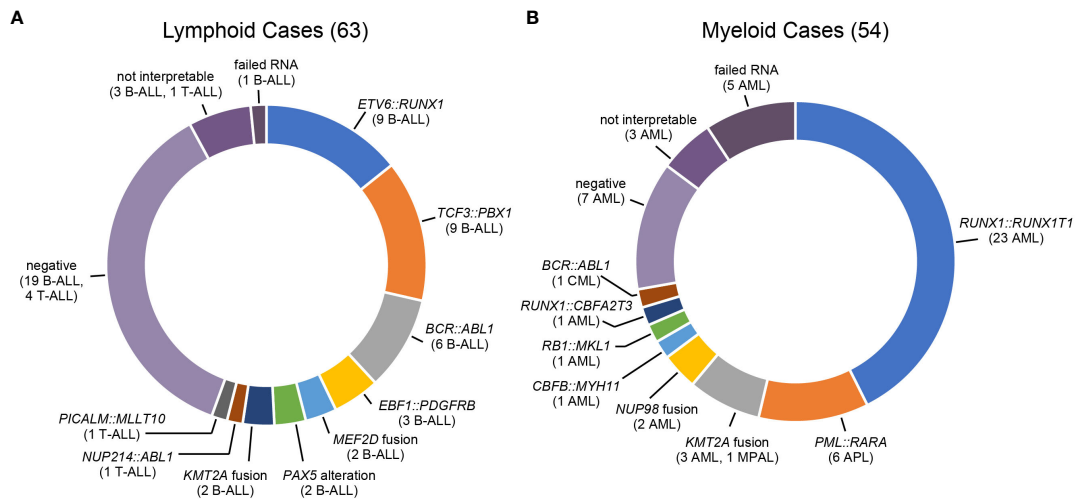 A
Lymphoid Cases (63)
failed RNA
(1 B-ALL)
not interpretable
(3 B-ALL, 1 T-ALL)
ETV6::RUNX1
(9 B-ALL)
TCF3::PBX1
(9 B-ALL)
negative
(19 B-ALL,
4 T-ALL)
BCR::ABL1
(6 B-ALL)
EBF1::PDGFRB
(3 B-ALL)
PICALM::MLLT10
(1 T-ALL)
MEF2D fusion
(2 B-ALL)
NUP214::ABL1
(1 T-ALL)
KMT2A fusion
(2 B-ALL)
PAX5 alteration
(2 B-ALL)
B
Myeloid Cases (54)
failed RNA
(5 AML)
not interpretable
(3 AML)
negative
(7 AML)
RUNX1::RUNX1T1
(23 AML)
BCR::ABL1
(1 CML)
RUNX1::CBFA2T3
(1 AML)
RB1::MKL1
(1 AML)
CBFB::MYH11
(1 AML)
NUP98 fusion
(2 AML)
KMT2A fusion
(3 AML, 1 MPAL)
PML::RARA
(6 APL)